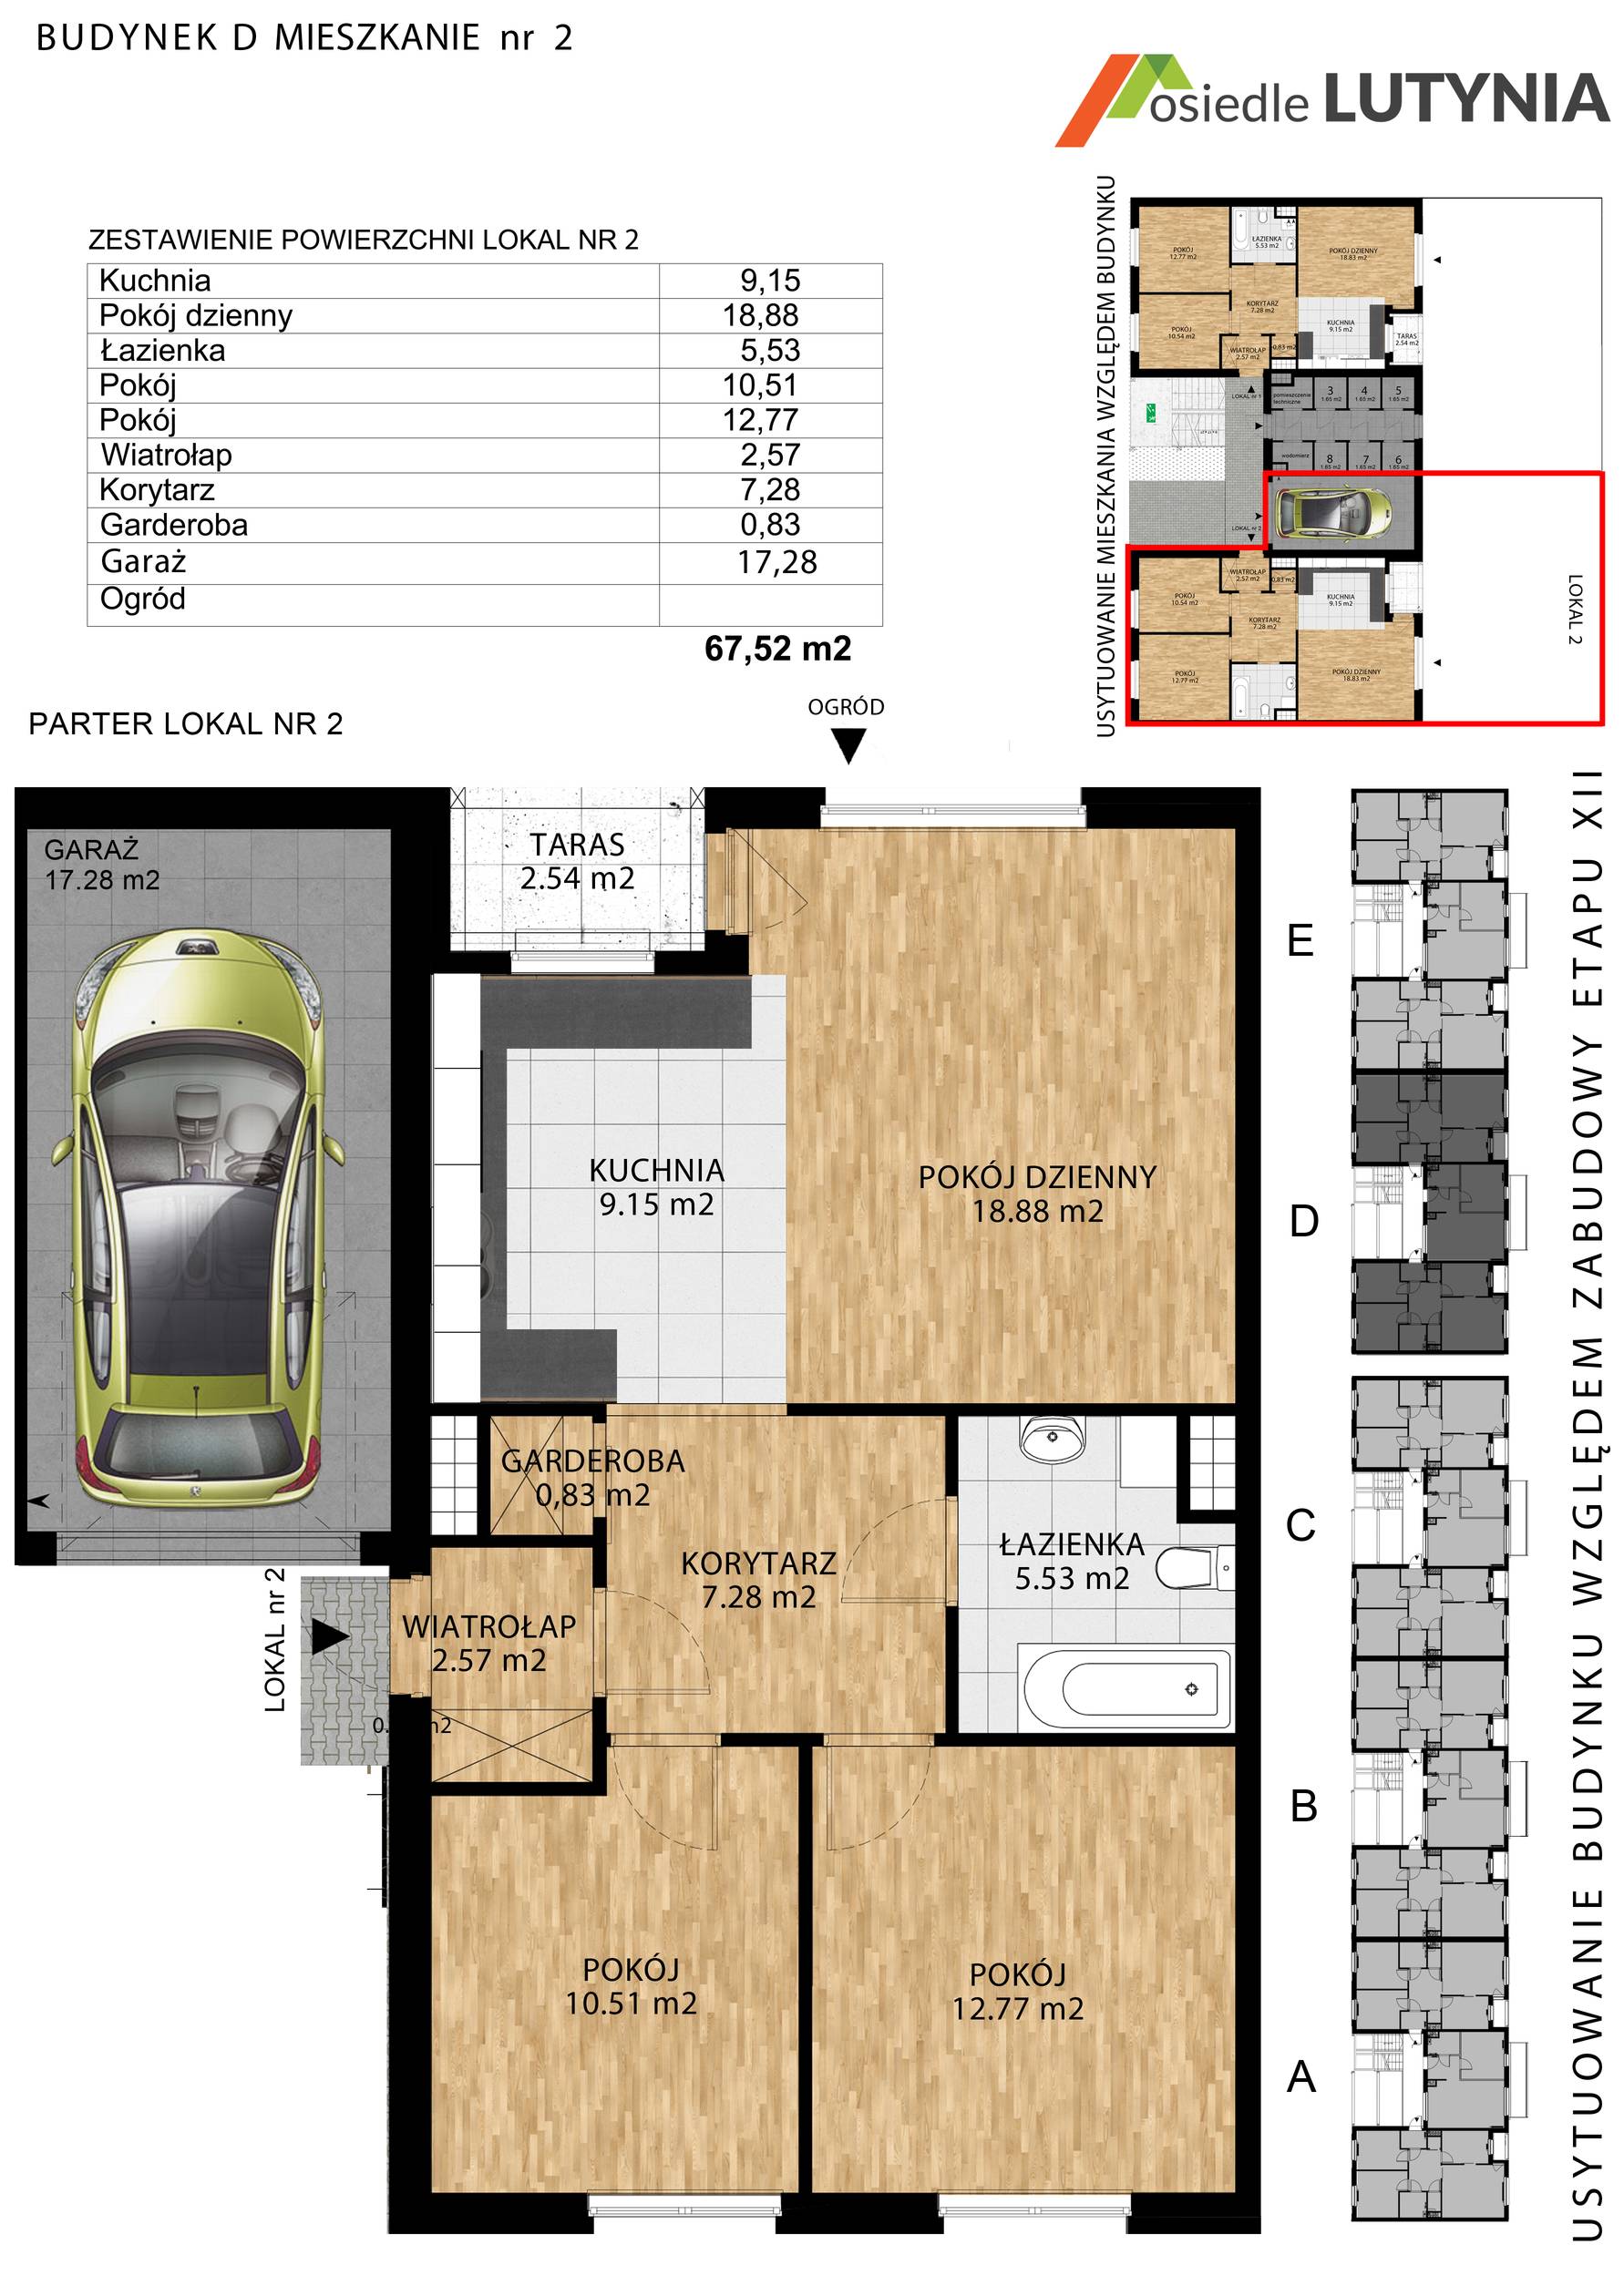 BUDYNEK D MIESZKANIE nr 2
osiedle LUTYNIA
ZESTAWIENIE POWIERZCHNI LOKAL NR 2
Kuchnia 9,15
Pokój dzienny 18,88
Łazienka 5,53
Pokój 10,51
Pokój 12,77
Wiatrołap 2,57
Korytarz 7,28
Garderoba 0,83
Garaż 17,28
Ogród
67,52 m2
USYTUOWANIE MIESZKANIA WZGLĘDEM BUDYNKU
POKÓJ
12.77 m2
ŁAZIENKA
5.53 m2
POKÓJ DZIENNY
18.83 m2
KORYTARZ
7.28 m2
POKÓJ
10.54 m2
KUCHNIA
9.15 m2
TARAS
2.54 m2
WIATROŁAP
2.57 m2
0,83 m2
LOKAL nr 1
pomieszczenie
techniczne
3
1.65 m2
4
1.65 m2
5
1.65 m2
wodomierz
8
1.65 m2
7
1.65 m2
6
1.65 m2
LOKAL nr 2
WIATROŁAP
2.57 m2
0,83 m2
POKÓJ
10.54 m2
KUCHNIA
9.15 m2
KORYTARZ
7.28 m2
POKÓJ
12.77 m2
POKÓJ DZIENNY
18.83 m2
LOKAL 2
PARTER LOKAL NR 2
OGRÓD
GARAŻ
17.28 m2
TARAS
2.54 m2
KUCHNIA
9.15 m2
POKÓJ DZIENNY
18.88 m2
GARDEROBA
0,83 m2
KORYTARZ
7.28 m2
ŁAZIENKA
5.53 m2
LOKAL nr 2
WIATROŁAP
2.57 m2
POKÓJ
10.51 m2
POKÓJ
12.77 m2
E
D
C
B
A
USYTUOWANIE BUDYNKU WZGLĘDEM ZABUDOWY ETAPU XII